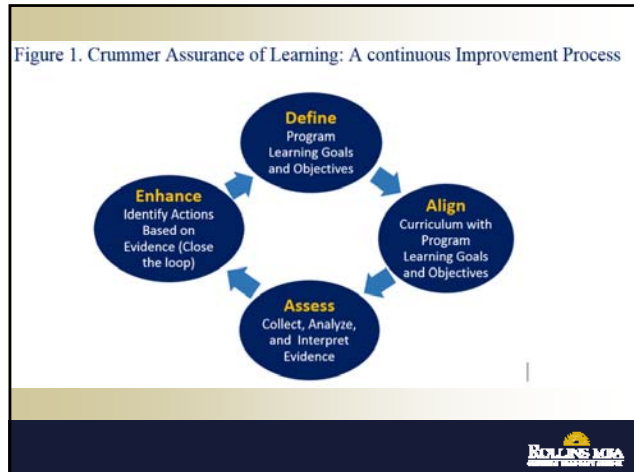 Figure 1. Crummer Assurance of Learning: A continuous Improvement Process
Define
Program
Learning Goals
and Objectives
Align
Curriculum with
Program
Learning Goals
and Objectives
Assess
Collect, Analyze,
and Interpret
Evidence
Enhance
Identify Actions
Based on
Evidence (Close
the loop)
ROLLINS MBA